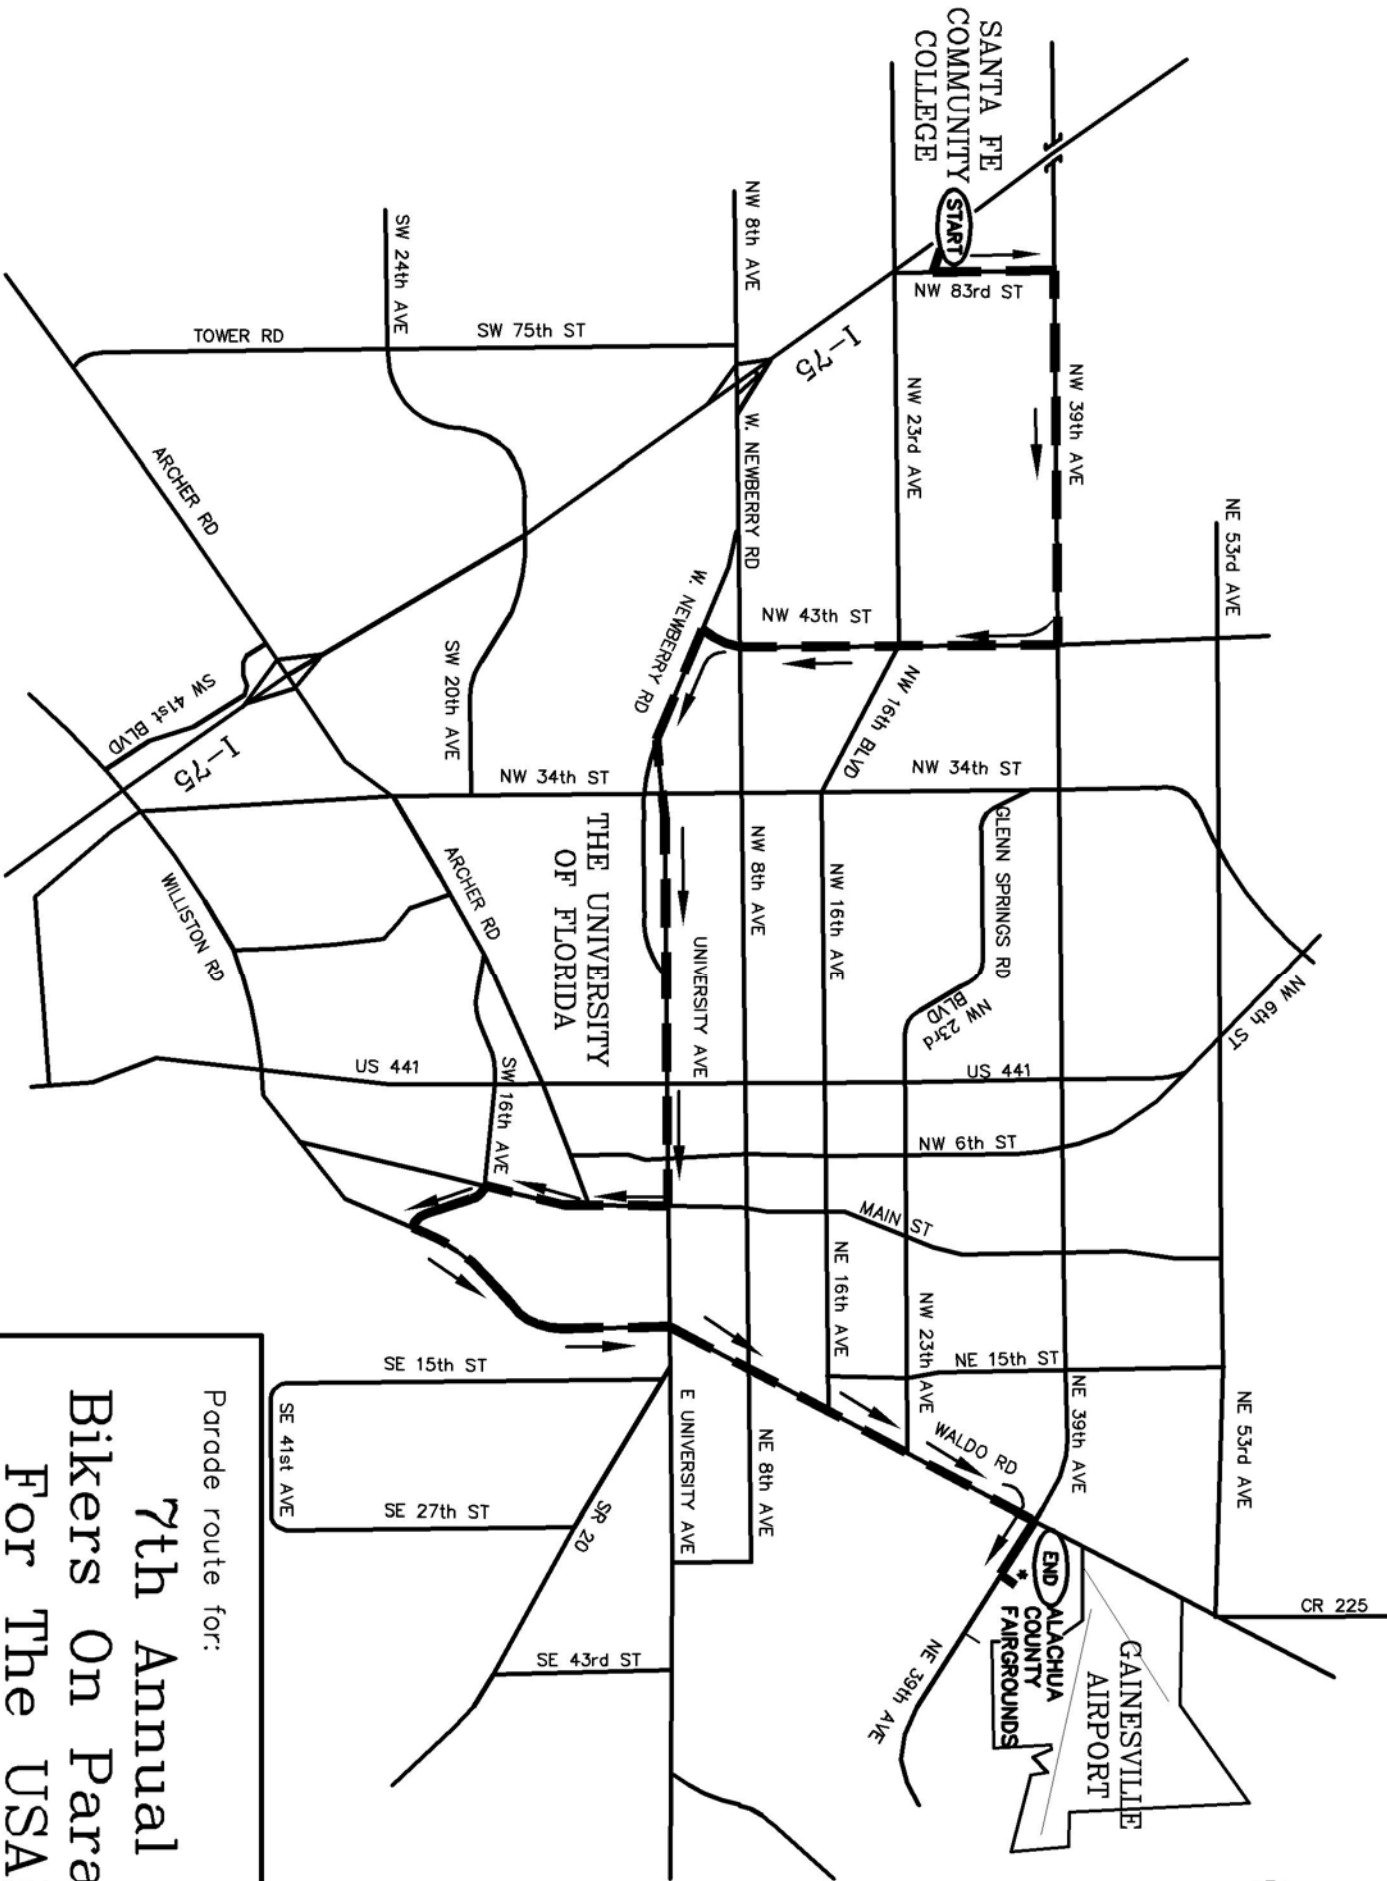 SANTA FE
COMMUNITY
COLLEGE
START
NW 83rd ST
NW 39th AVE
NE 53rd AVE
NW 8th AVE
SW 24th AVE
TOWER RD
SW 75th ST
I-75
NW 23rd AVE
W. NEWBERRY RD
ARCHER RD
NW 43th ST
W. NEWBERRY RD
SW 20th AVE
SW 41st BLVD
I-75
NW 16th BLVD
NW 34th ST
NW 34th ST
GLENN SPRINGS RD
THE UNIVERSITY
OF FLORIDA
NW 8th AVE
NW 16th AVE
ARCHER RD
WILLISTON RD
UNIVERSITY AVE
NW 23rd
BLVD
NW 6th ST
US 441
US 441
SW 16th AVE
NW 6th ST
MAIN ST
NE 16th AVE
NW 23th AVE
NE 15th ST
NE 39th AVE
NE 53rd AVE
SE 15th ST
SE 41st AVE
SE 27th ST
E UNIVERSITY AVE
NE 8th AVE
SR 20
WALDO RD
END
*
ALACHUA
COUNTY
FAIRGROUNDS
CR 225
GAINESVILLE
AIRPORT
SE 43rd ST
NE 39th AVE
Parade route for:
7th Annual
Bikers On Para
For The USA